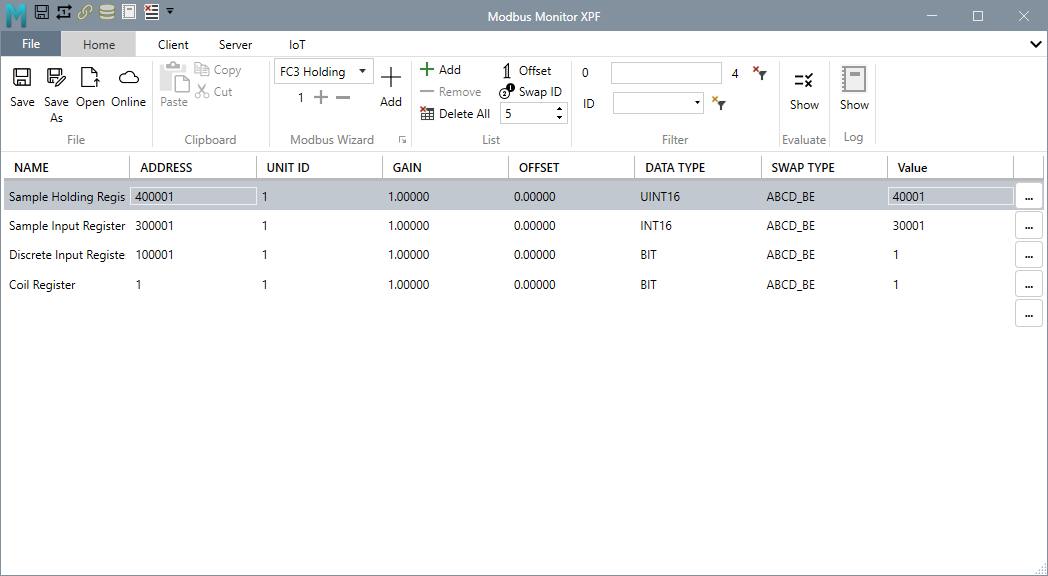 Modbus Monitor XPF
File Home Client Server IoT
Save
Save As
Open
Online
File
Paste
Copy
Cut
Clipboard
FC3 Holding
1
Add
Modbus Wizard
Add
Remove
Delete All
1 Offset
2 1 Swap ID
5
List
0 4
ID
Filter
Show
Evaluate
Show
Log
NAME ADDRESS UNIT ID GAIN OFFSET DATA TYPE SWAP TYPE Value
Sample Holding Regis 400001 1 1.00000 0.00000 UINT16 ABCD_BE 40001 ...
Sample Input Register 300001 1 1.00000 0.00000 INT16 ABCD_BE 30001 ...
Discrete Input Registe 100001 1 1.00000 0.00000 BIT ABCD_BE 1 ...
Coil Register 1 1 1.00000 0.00000 BIT ABCD_BE 1 ...
...